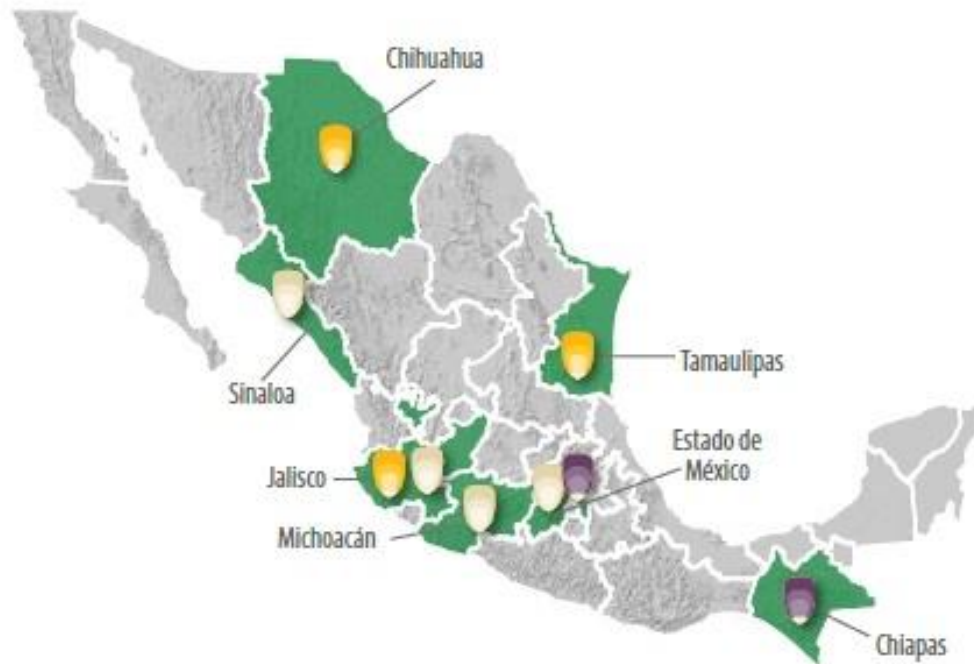 Chihuahua
Sinaloa
Tamaulipas
Estado de
México
Jalisco
Michoacán
Chiapas